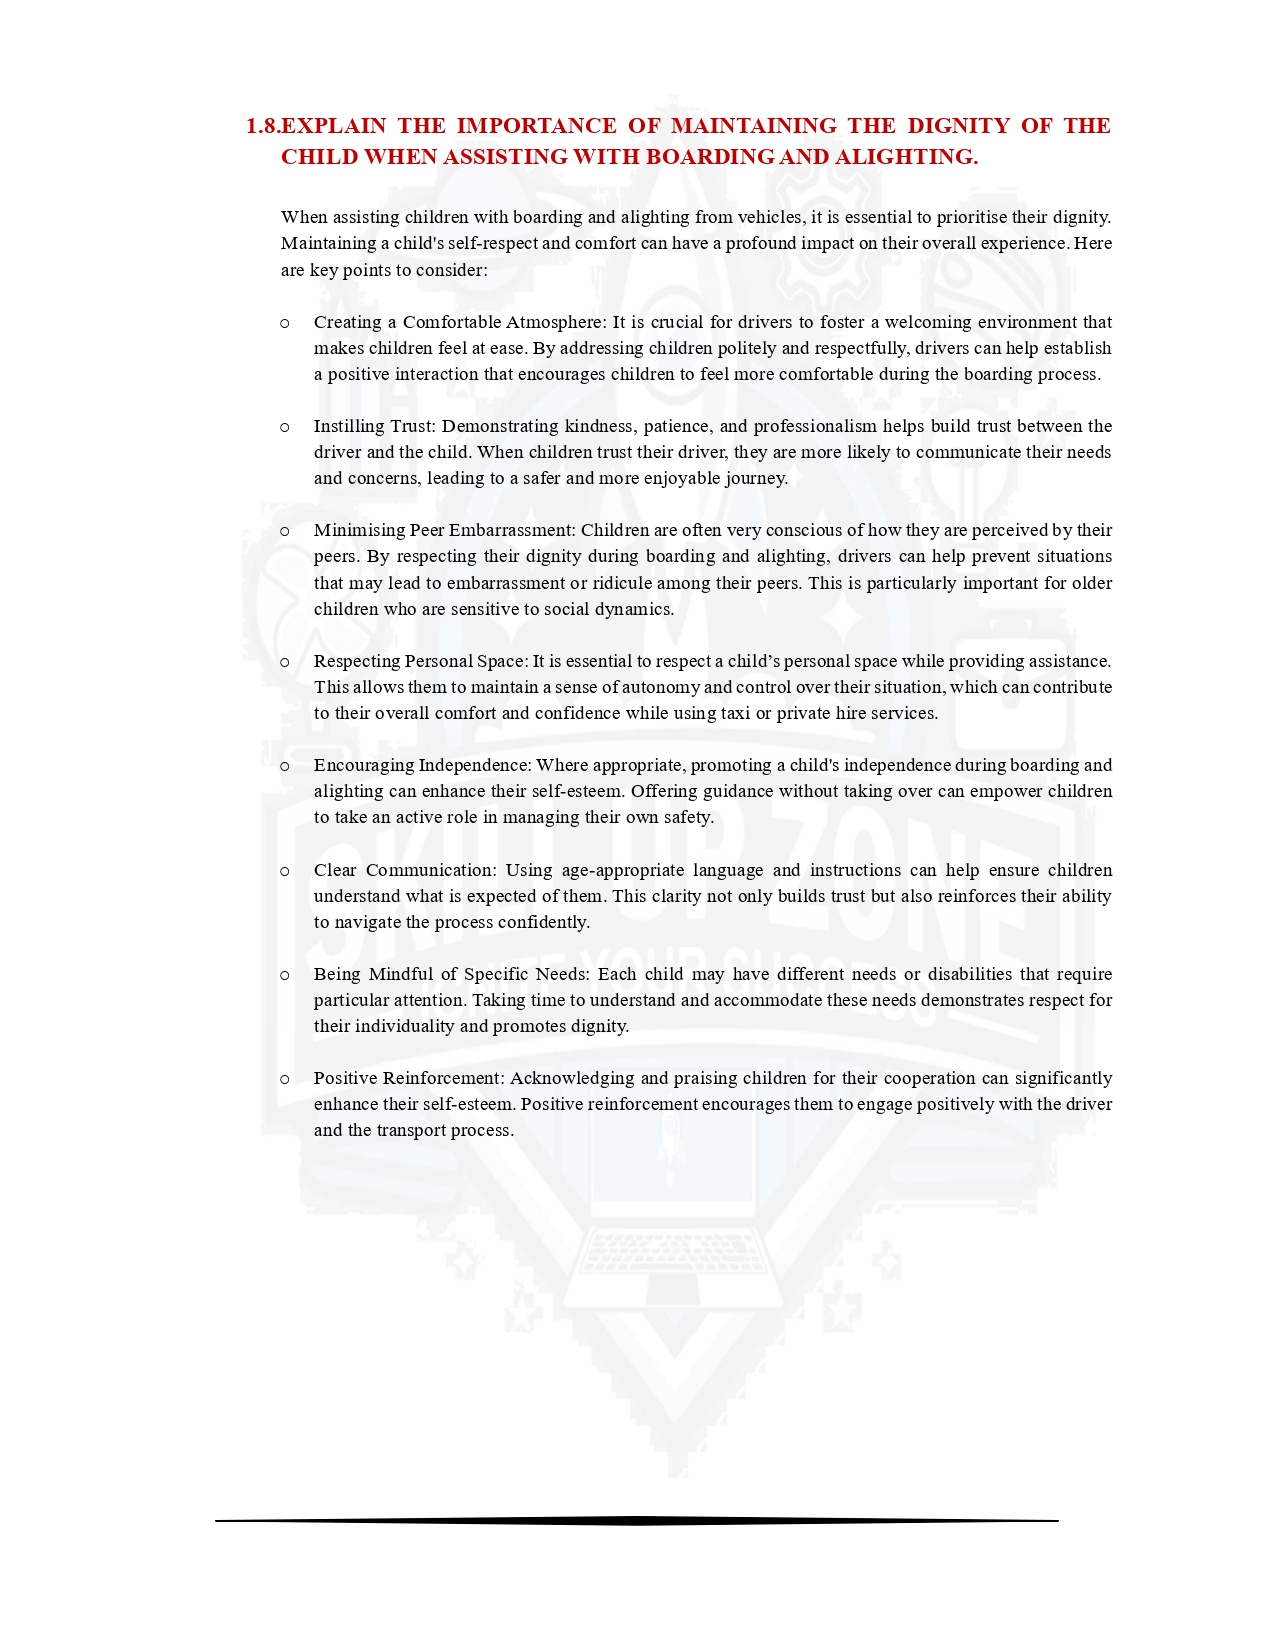 1.8.EXPLAIN THE IMPORTANCE OF MAINTAINING THE DIGNITY OF THE
CHILD WHEN ASSISTING WITH BOARDING AND ALIGHTING.
When assisting children with boarding and alighting from vehicles, it is essential to prioritise their dignity.
Maintaining a child's self-respect and comfort can have a profound impact on their overall experience. Here
are key points to consider:
o Creating a Comfortable Atmosphere: It is crucial for drivers to foster a welcoming environment that
makes children feel at ease. By addressing children politely and respectfully, drivers can help establish
a positive interaction that encourages children to feel more comfortable during the boarding process.
o Instilling Trust: Demonstrating kindness, patience, and professionalism helps build trust between the
driver and the child. When children trust their driver, they are more likely to communicate their needs
and concerns, leading to a safer and more enjoyable journey.
o Minimising Peer Embarrassment: Children are often very conscious of how they are perceived by their
peers. By respecting their dignity during boarding and alighting, drivers can help prevent situations
that may lead to embarrassment or ridicule among their peers. This is particularly important for older
children who are sensitive to social dynamics.
o Respecting Personal Space: It is essential to respect a child’s personal space while providing assistance.
This allows them to maintain a sense of autonomy and control over their situation, which can contribute
to their overall comfort and confidence while using taxi or private hire services.
o Encouraging Independence: Where appropriate, promoting a child's independence during boarding and
alighting can enhance their self-esteem. Offering guidance without taking over can empower children
to take an active role in managing their own safety.
o Clear Communication: Using age-appropriate language and instructions can help ensure children
understand what is expected of them. This clarity not only builds trust but also reinforces their ability
to navigate the process confidently.
o Being Mindful of Specific Needs: Each child may have different needs or disabilities that require
particular attention. Taking time to understand and accommodate these needs demonstrates respect for
their individuality and promotes dignity.
o Positive Reinforcement: Acknowledging and praising children for their cooperation can significantly
enhance their self-esteem. Positive reinforcement encourages them to engage positively with the driver
and the transport process.
SKILL UP ZONE
IGNITE YOUR SUCCESS